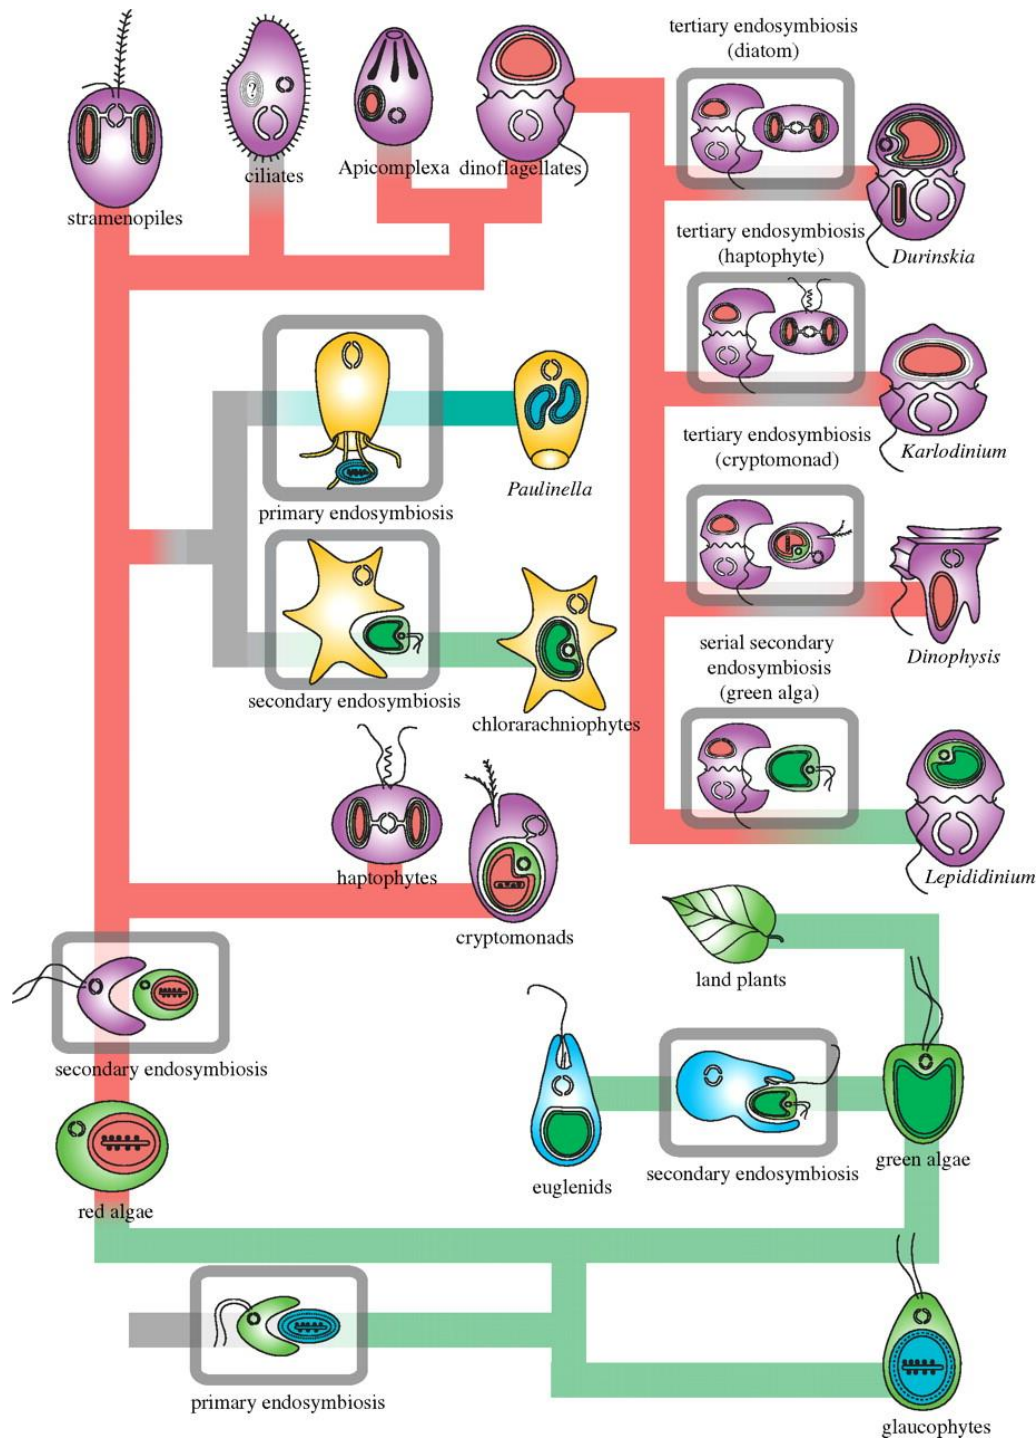 tertiary endosymbiosis
(diatom)
ciliates
Apicomplexa
dinoflagellates
stramenopiles
tertiary endosymbiosis
(haptophyte)
Durinskia
?
primary endosymbiosis
Paulinella
tertiary endosymbiosis
(cryptomonad)
Karlodinium
secondary endosymbiosis
chlorarachniophytes
serial secondary
endosymbiosis
(green alga)
Dinophysis
haptophytes
cryptomonads
Lepididinium
land plants
secondary endosymbiosis
red algae
euglenids
secondary endosymbiosis
green algae
primary endosymbiosis
glaucophytes